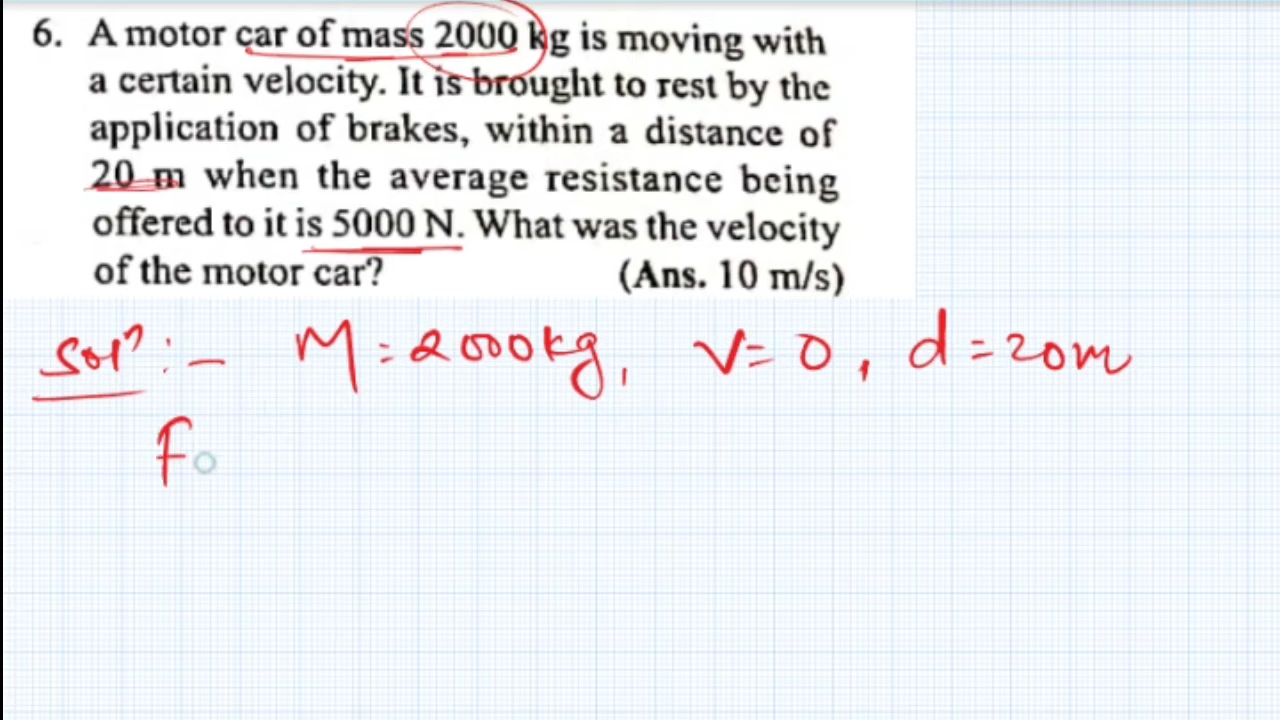 6. A motor car of mass 2000 kg is moving with
a certain velocity. It is brought to rest by the
application of brakes, within a distance of
20 m when the average resistance being
offered to it is 5000 N. What was the velocity
of the motor car? (Ans. 10 m/s)
Solⁿ :- M = 2000kg, V = 0, d = 20m
F